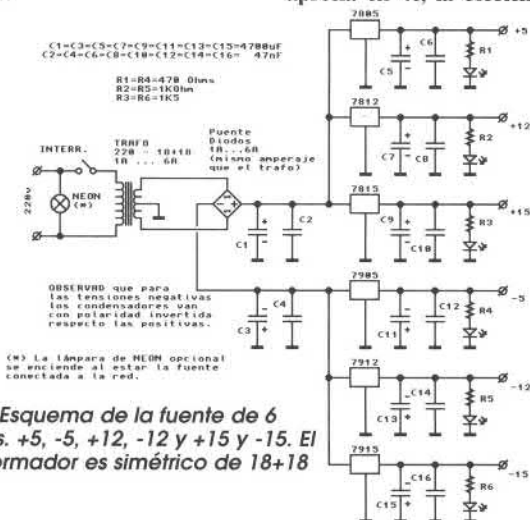 C1=C3=C5=C7=C9=C11=C13=C15=4700uF
C2=C4=C6=C8=C10=C12=C14=C16= 47nF
R1=R4=470 Ohms
R2=R5=1KOhm
R3=R6=1K5
INTERR.
TRAFO
220 - 18+18
1A ... 6A
Puente
Diodos
1A...6A
(mismo amperaje
que el trafo)
220v
NEON
(*)
C1
C2
C3
C4
7805
C5
C6
R1
+5
7812
C7
C8
R2
+12
7815
C9
C10
R3
+15
7905
C11
C12
R4
-5
7912
C13
C14
R5
-12
7915
C15
C16
R6
-15
OBSERVAD que para
las tensiones negativas
los condensadores van
con polaridad invertida
respecto las positivas.
(*) La lámpara de NEON opcional
se enciende al estar la fuente
conectada a la red.
Esquema de la fuente de 6
s. +5, -5, +12, -12 y +15 y -15. El
ormador es simétrico de 18+18